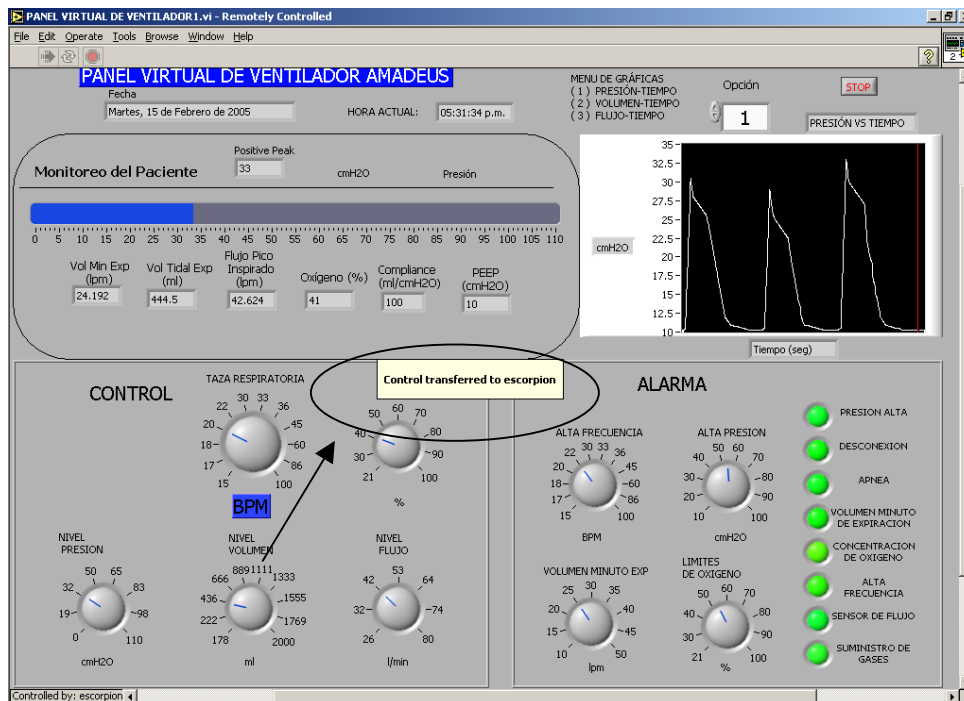 PANEL VIRTUAL DE VENTILADOR1.vi - Remotely Controlled
File Edit Operate Tools Browse Window Help
2
PANEL VIRTUAL DE VENTILADOR AMADEUS
Fecha
Martes, 15 de Febrero de 2005
HORA ACTUAL: 05:31:34 p.m.
MENU DE GRÁFICAS
( 1 ) PRESIÓN-TIEMPO
( 2 ) VOLUMEN-TIEMPO
( 3 ) FLUJO-TIEMPO
Opción
1
STOP
PRESIÓN VS TIEMPO
Monitoreo del Paciente
Positive Peak
33
cmH2O
Presión
0 5 10 15 20 25 30 35 40 45 50 55 60 65 70 75 80 85 90 95 100 110
Vol Min Exp
(lpm)
24.192
Vol Tidal Exp
(ml)
444.5
Flujo Pico
Inspirado
(lpm)
42.624
Oxígeno (%)
41
Compliance
(ml/cmH2O)
100
PEEP
(cmH2O)
10
cmH2O
35
32.5
30
27.5
25
22.5
20
17.5
15
12.5
10
Tiempo (seg)
CONTROL
TAZA RESPIRATORIA
15 17 18 20 22 30 33 36 45 60 86 100
BPM
Control transferred to escorpion
21 30 40 50 60 70 80 90 100
%
NIVEL
PRESION
0 19 32 50 65 83 98 110
cmH2O
NIVEL
VOLUMEN
178 222 436 666 889 1111 1333 1555 1769 2000
ml
NIVEL
FLUJO
26 32 42 53 64 74 80
l/min
ALARMA
ALTA FRECUENCIA
15 17 18 20 22 30 33 36 45 60 86 100
BPM
ALTA PRESION
10 20 30 40 50 60 70 80 90 100
cmH2O
VOLUMEN MINUTO EXP
10 15 20 25 30 35 40 45 50
lpm
LIMITES
DE OXIGENO
21 30 40 50 60 70 80 90 100
%
PRESION ALTA
DESCONEXION
APNEA
VOLUMEN MINUTO
DE EXPIRACION
CONCENTRACION
DE OXIGENO
ALTA
FRECUENCIA
SENSOR DE FLUJO
SUMINISTRO DE
GASES
Controlled by: escorpion